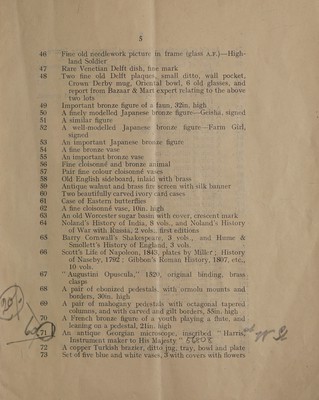 5
46 Fine old needlework picture in frame (glass A.F.)—High-
land Soldier
47 Rare Venetian Delft dish, fine mark
48 Two fine old Delft plaques, small ditto, wall pocket,
Crown Derby mug, Oriental bowl, 6 old glasses, and
report from Bazaar & Mart expert relating to the above
two lots
49 Important bronze figure of a faun, 32in. high
50 A finely modelled Japanese bronze figure—Geisha, signed
51 A similar figure
52 A well-modelled Japanese bronze figure—Farm Girl,
signed
53 An important Japanese bronze figure
54 A fine bronze vase
55 An important bronze vase
56 Fine cloisonné and bronze animal
57 Pair fine colour cloisonné vases
58 Old English sideboard, inlaid with brass
59 Antique walnut and brass fire screen with silk banner
60 Two beautifully carved ivory card cases
61 Case of Eastern butterflies
62 A fine cloisonné vase, 10in. high
63 An old Worcester sugar basin with cover, crescent mark
64 Noland's History of India, 8 vols., and Noland's History
of War with Russia, 2 vols., first editions
65 Barry Cornwall's Shakespeare, 3 vols., and Hume &
Smollett's History of England, 3 vols.
66 Scott's Life of Napoleon, 1843, plates by Miller; History
of Naseby, 1792; Gibbon's Roman History, 1807, etc.,
10 vols.
67 "Augustini Opuscula," 1520, original binding, brass
clasps
68 A pair of ebonized pedestals, with ormolu mounts and
borders, 30in. high
69 A pair of mahogany pedestals with octagonal tapered
columns, and with carved and gilt borders, 55in. high
70 A French bronze figure of a youth playing a flute, and
leaning on a pedestal, 21in. high
71 An antique Georgian microscope, inscribed "Harris,
Instrument maker to His Majesty"
72 A copper Turkish brazier, ditto jug, tray, bowl and plate
73 Set of five blue and white vases, 3 with covers with flowers